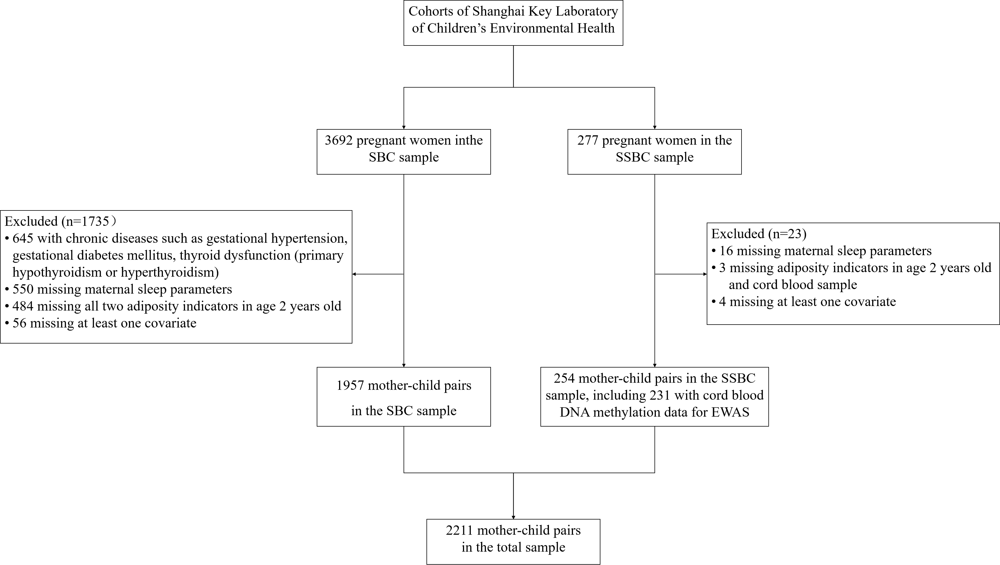 Cohorts of Shanghai Key Laboratory
of Children’s Environmental Health
3692 pregnant women inthe
SBC sample
277 pregnant women in the
SSBC sample
Excluded (n=1735）
• 645 with chronic diseases such as gestational hypertension,
gestational diabetes mellitus, thyroid dysfunction (primary
hypothyroidism or hyperthyroidism)
• 550 missing maternal sleep parameters
• 484 missing all two adiposity indicators in age 2 years old
• 56 missing at least one covariate
Excluded (n=23)
• 16 missing maternal sleep parameters
• 3 missing adiposity indicators in age 2 years old
and cord blood sample
• 4 missing at least one covariate
1957 mother-child pairs
in the SBC sample
254 mother-child pairs in the SSBC
sample, including 231 with cord blood
DNA methylation data for EWAS
2211 mother-child pairs
in the total sample